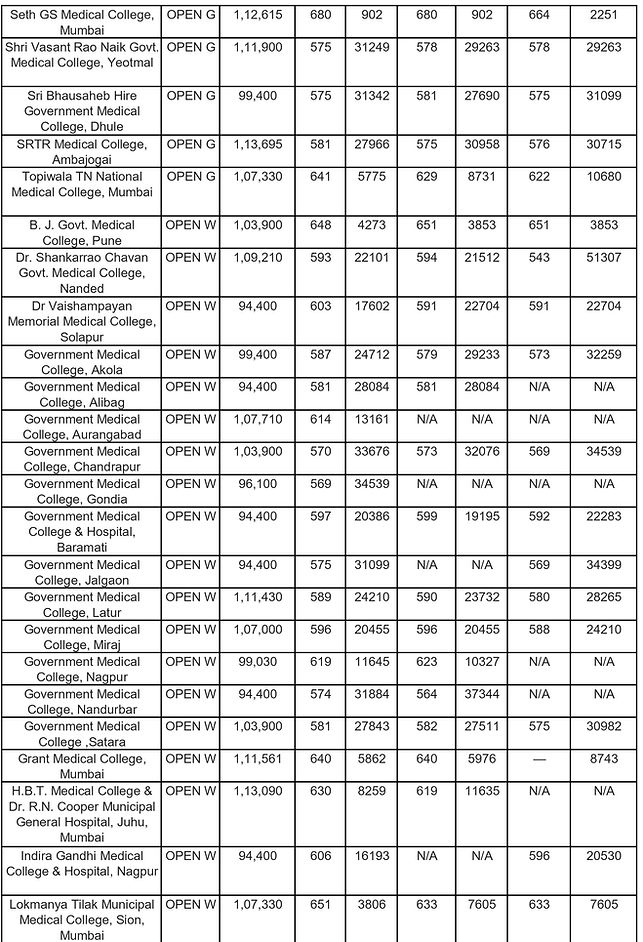 Seth GS Medical College, OPEN G 1,12,615 680 902 680 902 664 2251
Mumbai
Shri Vasant Rao Naik Govt. OPEN G 1,11,900 575 31249 578 29263 578 29263
Medical College, Yeotmal
Sri Bhausaheb Hire OPEN G 99,400 575 31342 581 27690 575 31099
Government Medical
College, Dhule
SRTR Medical College, OPEN G 1,13,695 581 27966 575 30958 576 30715
Ambajogai
Topiwala TN National OPEN G 1,07,330 641 5775 629 8731 622 10680
Medical College, Mumbai
B. J. Govt. Medical OPEN W 1,03,900 648 4273 651 3853 651 3853
College, Pune
Dr. Shankarrao Chavan OPEN W 1,09,210 593 22101 594 21512 543 51307
Govt. Medical College,
Nanded
Dr Vaishampayan OPEN W 94,400 603 17602 591 22704 591 22704
Memorial Medical College,
Solapur
Government Medical OPEN W 99,400 587 24712 579 29233 573 32259
College, Akola
Government Medical OPEN W 94,400 581 28084 581 28084 N/A N/A
College, Alibag
Government Medical OPEN W 1,07,710 614 13161 N/A N/A N/A N/A
College, Aurangabad
Government Medical OPEN W 1,03,900 570 33676 573 32076 569 34539
College, Chandrapur
Government Medical OPEN W 96,100 569 34539 N/A N/A N/A N/A
College, Gondia
Government Medical OPEN W 94,400 597 20386 599 19195 592 22283
College & Hospital,
Baramati
Government Medical OPEN W 94,400 575 31099 N/A N/A 569 34399
College, Jalgaon
Government Medical OPEN W 1,11,430 589 24210 590 23732 580 28265
College, Latur
Government Medical OPEN W 1,07,000 596 20455 596 20455 588 24210
College, Miraj
Government Medical OPEN W 99,030 619 11645 623 10327 N/A N/A
College, Nagpur
Government Medical OPEN W 94,400 574 31884 564 37344 N/A N/A
College, Nandurbar
Government Medical OPEN W 1,03,900 581 27843 582 27511 575 30982
College ,Satara
Grant Medical College, OPEN W 1,11,561 640 5862 640 5976 — 8743
Mumbai
H.B.T. Medical College & OPEN W 1,13,090 630 8259 619 11635 N/A N/A
Dr. R.N. Cooper Municipal
General Hospital, Juhu,
Mumbai
Indira Gandhi Medical OPEN W 94,400 606 16193 N/A N/A 596 20530
College & Hospital, Nagpur
Lokmanya Tilak Municipal OPEN W 1,07,330 651 3806 633 7605 633 7605
Medical College, Sion,
Mumbai